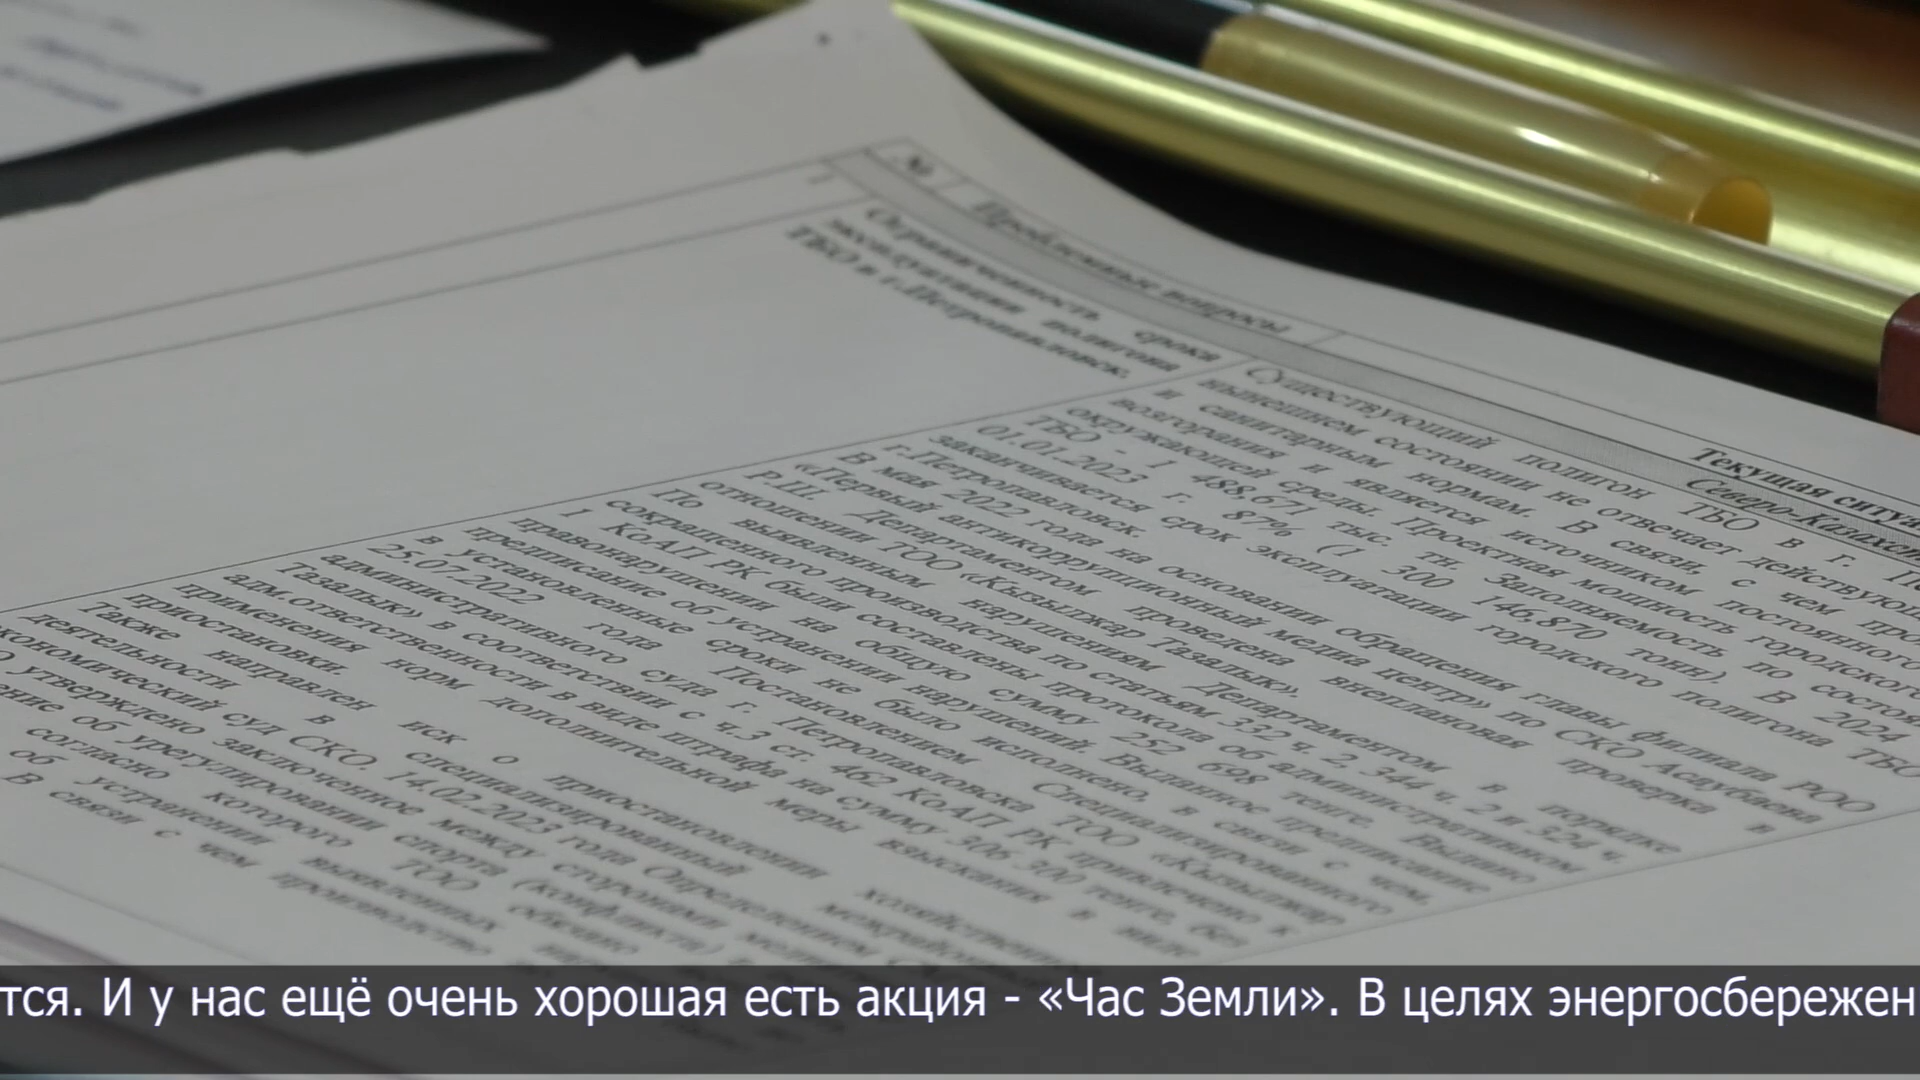 № Проблемные вопросы
Текущая ситуа
Северо-Казахст
1
Ограниченность срока
эксплуатации полигона
ТБО в г.Петропавловск.
Существующий полигон ТБО в г. П
нынешнем состоянии не отвечает действую
и санитарным нормам. В связи с чем про
возгорания и является источником постоянного
окружающей среды. Проектная мощность городского
ТБО - 1 488,671 тыс. тн. Заполняемость по состоя
01.01.2023 г. 87% (1 300 146,870 тонн). В 2024
заканчивается срок эксплуатации городского полигона ТБО
г.Петропавловск.
В мая 2022 года на основании обращения главы филиала РОО
«Первый антикоррупционный медиа центр» по СКО Асаубаева
Р.Ш. Департаментом проведена внеплановая проверка в
отношении ТОО «Кызылжар Тазалык».
По выявленным нарушениям Департаментом в порядке
сокращенного производства по статьям 332 ч. 2 344 ч. 2 и 324 ч.
1 КоАП РК были составлены протокола об административном
правонарушении на общую сумму 252 698 тенге. Выдано
предписание об устранении нарушений. Выданное предписание
в установленные сроки не было исполнено, в связи с чем,
25.07.2022 года Постановлением Специализированного
административного суда г. Петропавловска ТОО «Кызылжар
Тазалык» в соответствии с ч.3 ст. 462 КоАП РК привлечено к
адм.ответственности в виде штрафа на сумму 306 300 тенге, без
применения норм дополнительной меры взыскания в виде
приостановки.
Также направлен иск о приостановлении
деятельности в специализированный
кономический суд СКО. 14.02.2023 года Определением
утверждено заключенное между сторонами
ение об урегулировании спорта (конфликта)
согласно которого ТОО
об устранении выявленных
В связи с чем производство
тся. И у нас ещё очень хорошая есть акция - «Час Земли». В целях энергосбережен